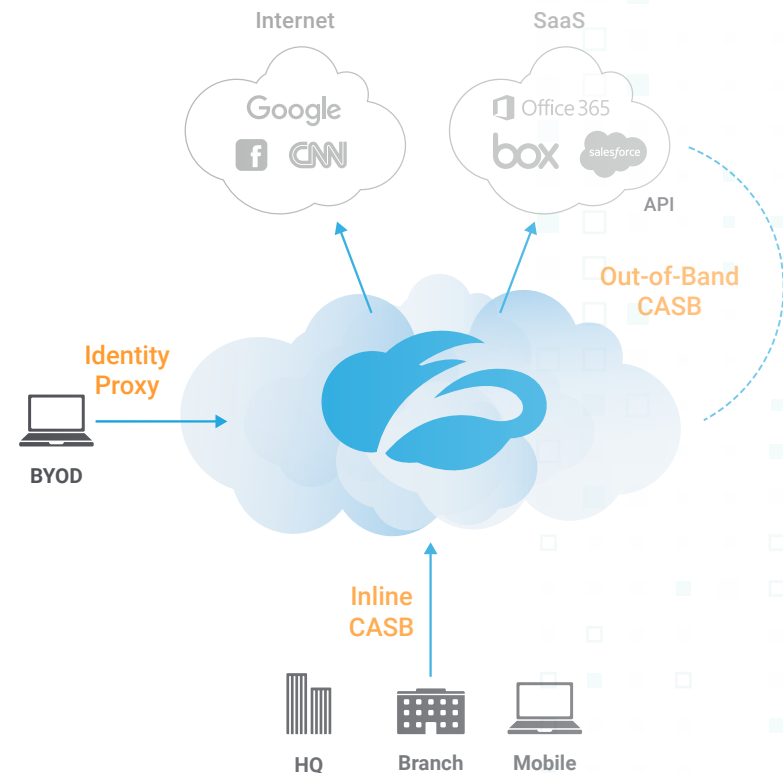 Internet
SaaS
Google
f
CNN
Office 365
box
salesforce
API
Out-of-Band
CASB
Identity
Proxy
BYOD
Inline
CASB
HQ
Branch
Mobile